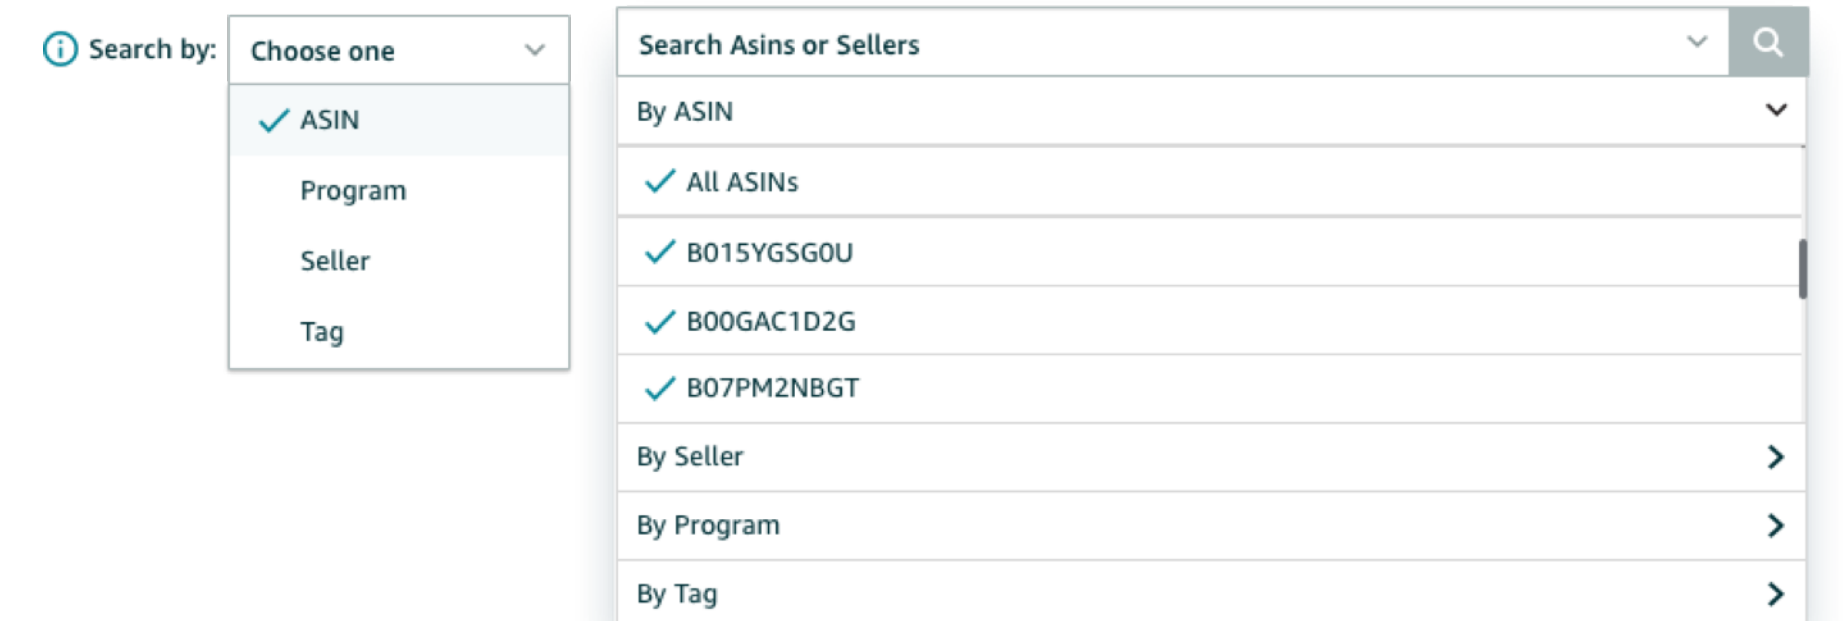 Search by:
Choose one
ASIN
Program
Seller
Tag
Search Asins or Sellers
By ASIN
All ASINs
B015YGSG0U
B00GAC1D2G
B07PM2NBGT
By Seller
By Program
By Tag